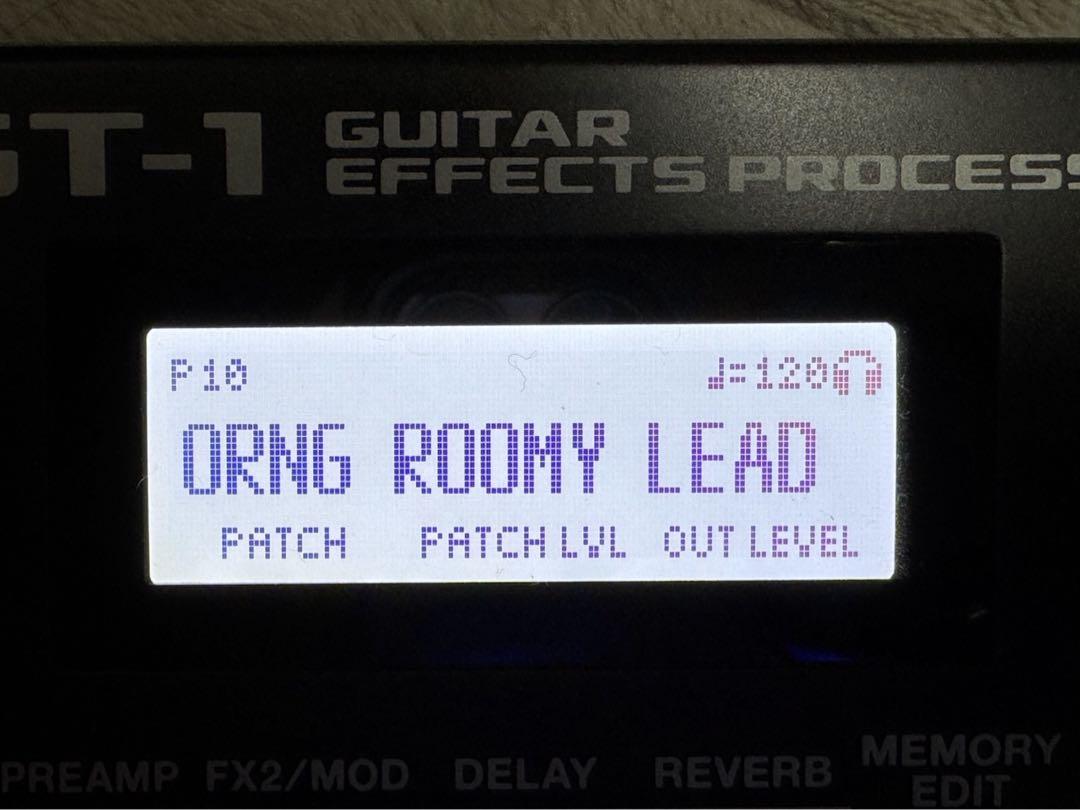 ST-1 GUITAR
EFFECTS PROCESS
P10 ♩=120
ORNG ROOMY LEAD
PATCH PATCH LVL OUT LEVEL
PREAMP FX2/MOD DELAY REVERB MEMORY
EDIT